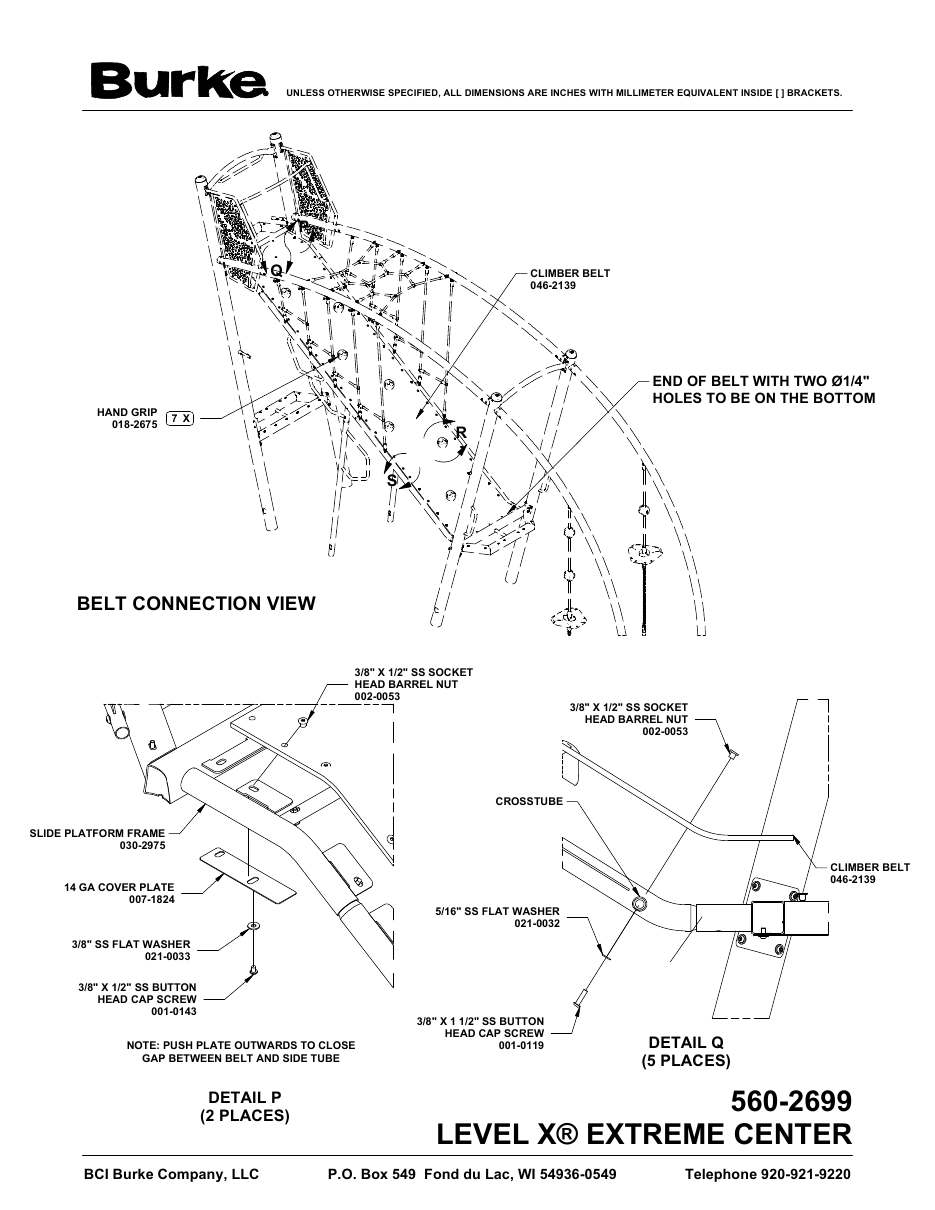 Burke
UNLESS OTHERWISE SPECIFIED, ALL DIMENSIONS ARE INCHES WITH MILLIMETER EQUIVALENT INSIDE [ ] BRACKETS.
P
Q
CLIMBER BELT
046-2139
END OF BELT WITH TWO Ø1/4"
HOLES TO BE ON THE BOTTOM
HAND GRIP
018-2675
7 X
R
S
BELT CONNECTION VIEW
3/8" X 1/2" SS SOCKET
HEAD BARREL NUT
002-0053
SLIDE PLATFORM FRAME
030-2975
14 GA COVER PLATE
007-1824
3/8" SS FLAT WASHER
021-0033
3/8" X 1/2" SS BUTTON
HEAD CAP SCREW
001-0143
NOTE: PUSH PLATE OUTWARDS TO CLOSE
GAP BETWEEN BELT AND SIDE TUBE
DETAIL P
(2 PLACES)
3/8" X 1/2" SS SOCKET
HEAD BARREL NUT
002-0053
CROSSTUBE
CLIMBER BELT
046-2139
5/16" SS FLAT WASHER
021-0032
3/8" X 1 1/2" SS BUTTON
HEAD CAP SCREW
001-0119
DETAIL Q
(5 PLACES)
560-2699
LEVEL X® EXTREME CENTER
BCI Burke Company, LLC
P.O. Box 549 Fond du Lac, WI 54936-0549
Telephone 920-921-9220